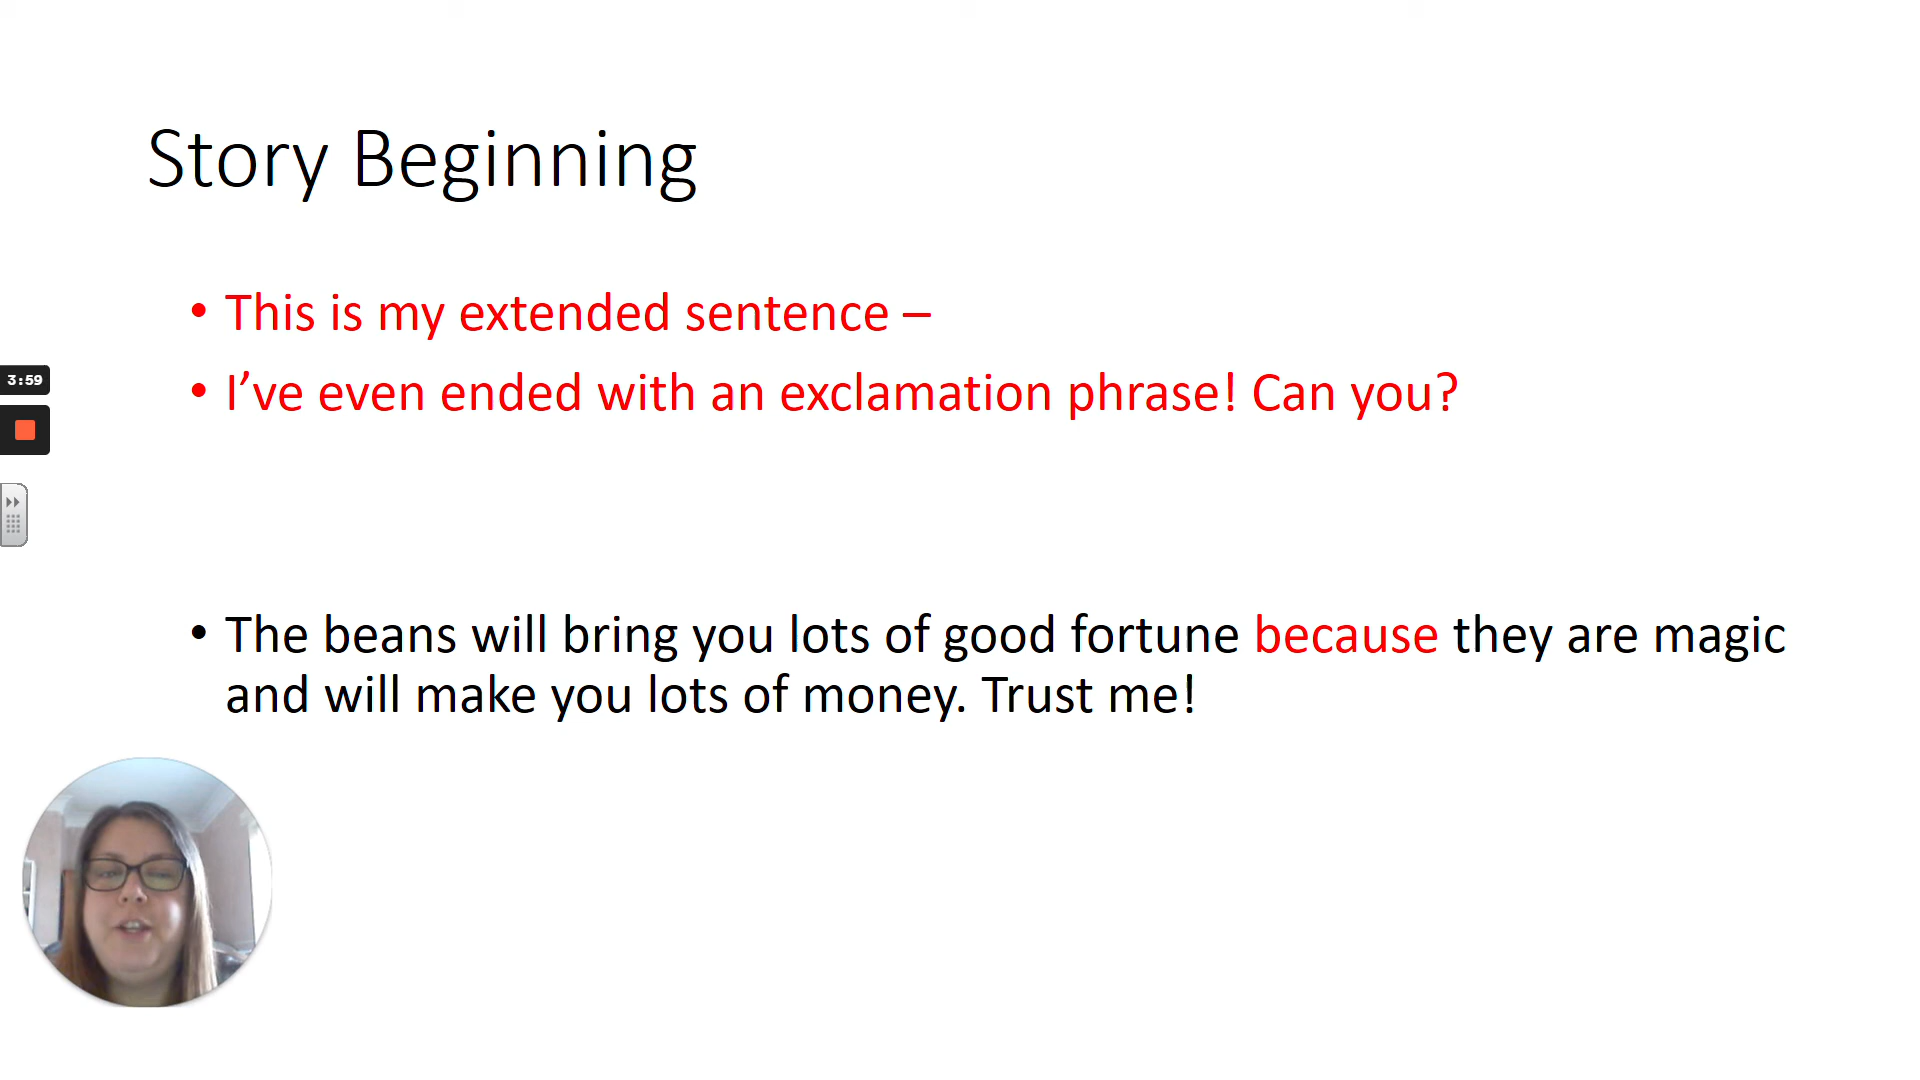 Story Beginning
• This is my extended sentence –
• I’ve even ended with an exclamation phrase! Can you?
3:59
• The beans will bring you lots of good fortune because they are magic
and will make you lots of money. Trust me!